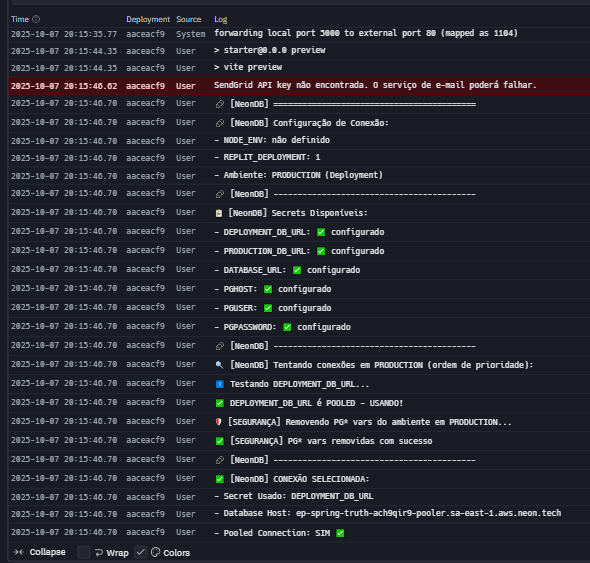 Time Deployment Source Log
2025-10-07 20:15:35.77 aaceacf9 System forwarding local port 5000 to external port 80 (mapped as 1104)
2025-10-07 20:15:44.35 aaceacf9 User > starter@0.0.0 preview
2025-10-07 20:15:44.35 aaceacf9 User > vite preview
2025-10-07 20:15:46.62 aaceacf9 User SendGrid API key não encontrada. O serviço de e-mail poderá falhar.
2025-10-07 20:15:46.70 aaceacf9 User 🔗 [NeonDB] ==========================================
2025-10-07 20:15:46.70 aaceacf9 User 🔗 [NeonDB] Configuração de Conexão:
2025-10-07 20:15:46.70 aaceacf9 User - NODE_ENV: não definido
2025-10-07 20:15:46.70 aaceacf9 User - REPLIT_DEPLOYMENT: 1
2025-10-07 20:15:46.70 aaceacf9 User - Ambiente: PRODUCTION (Deployment)
2025-10-07 20:15:46.70 aaceacf9 User 🔗 [NeonDB] ------------------------------------------
2025-10-07 20:15:46.70 aaceacf9 User 📋 [NeonDB] Secrets Disponíveis:
2025-10-07 20:15:46.70 aaceacf9 User - DEPLOYMENT_DB_URL: ✅ configurado
2025-10-07 20:15:46.70 aaceacf9 User - PRODUCTION_DB_URL: ✅ configurado
2025-10-07 20:15:46.70 aaceacf9 User - DATABASE_URL: ✅ configurado
2025-10-07 20:15:46.70 aaceacf9 User - PGHOST: ✅ configurado
2025-10-07 20:15:46.70 aaceacf9 User - PGUSER: ✅ configurado
2025-10-07 20:15:46.70 aaceacf9 User - PGPASSWORD: ✅ configurado
2025-10-07 20:15:46.70 aaceacf9 User 🔗 [NeonDB] ------------------------------------------
2025-10-07 20:15:46.70 aaceacf9 User 🔍 [NeonDB] Tentando conexões em PRODUCTION (ordem de prioridade):
2025-10-07 20:15:46.70 aaceacf9 User Testando DEPLOYMENT_DB_URL...
2025-10-07 20:15:46.70 aaceacf9 User ✅ DEPLOYMENT_DB_URL é POOLED - USANDO!
2025-10-07 20:15:46.70 aaceacf9 User [SEGURANÇA] Removendo PG* vars do ambiente em PRODUCTION...
2025-10-07 20:15:46.70 aaceacf9 User ✅ [SEGURANÇA] PG* vars removidas com sucesso
2025-10-07 20:15:46.70 aaceacf9 User 🔗 [NeonDB] ------------------------------------------
2025-10-07 20:15:46.70 aaceacf9 User ✅ [NeonDB] CONEXÃO SELECIONADA:
2025-10-07 20:15:46.70 aaceacf9 User - Secret Usado: DEPLOYMENT_DB_URL
2025-10-07 20:15:46.70 aaceacf9 User - Database Host: ep-spring-truth-ach9qir9-pooler.sa-east-1.aws.neon.tech
2025-10-07 20:15:46.70 aaceacf9 User - Pooled Connection: SIM ✅
Collapse Wrap Colors